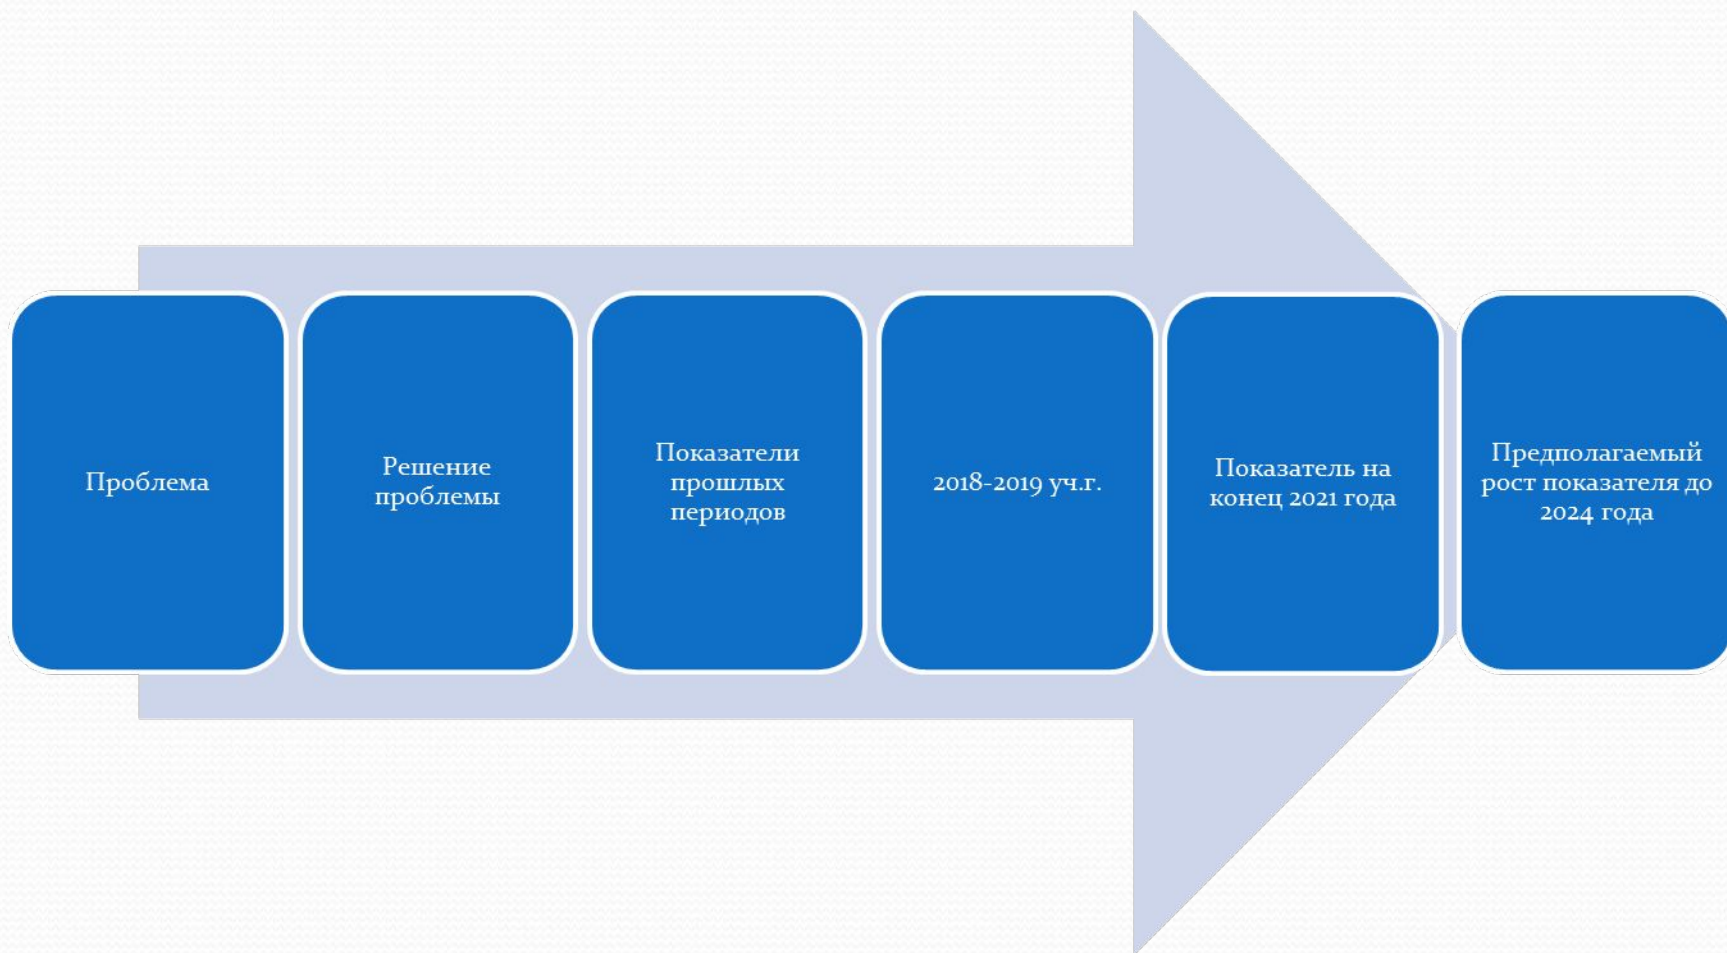 Проблема
Решение
проблемы
Показатели
прошлых
периодов
2018-2019 уч.г.
Показатель на
конец 2021 года
Предполагаемый
рост показателя до
2024 года